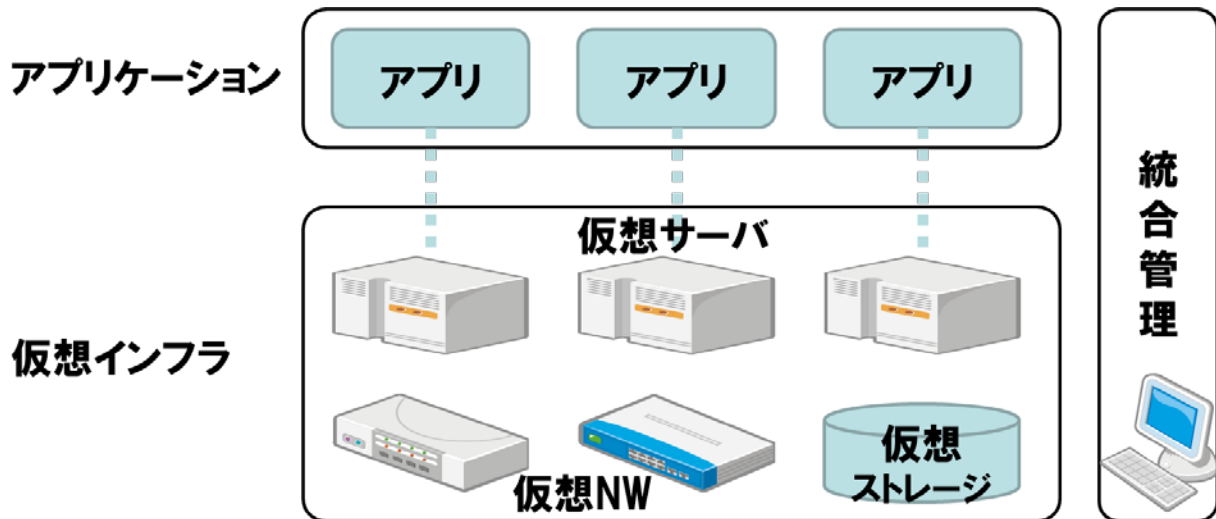 アプリケーション
アプリ
アプリ
アプリ
仮想インフラ
仮想サーバ
仮想NW
仮想
ストレージ
統合管理